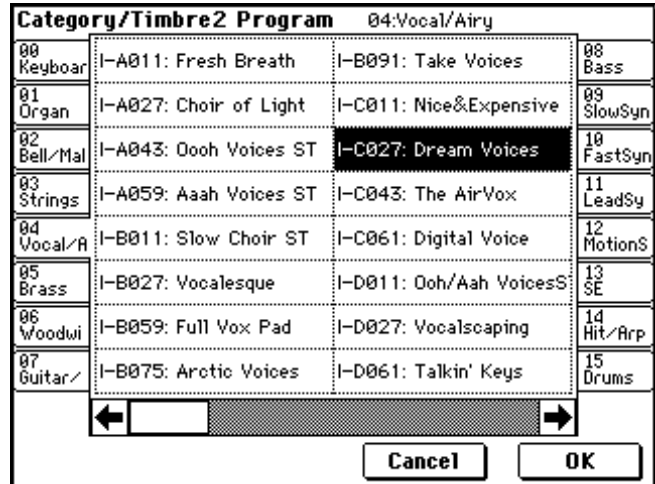 Category/Timbre2 Program 04:Vocal/Airy
00
Keyboar
01
Organ
02
Bell/Mal
03
Strings
04
Vocal/A
05
Brass
06
Woodwi
07
Guitar/
I-A011: Fresh Breath
I-A027: Choir of Light
I-A043: Oooh Voices ST
I-A059: Aaah Voices ST
I-B011: Slow Choir ST
I-B027: Vocalesque
I-B059: Full Vox Pad
I-B075: Arctic Voices
I-B091: Take Voices
I-C011: Nice&Expensive
I-C027: Dream Voices
I-C043: The AirVox
I-C061: Digital Voice
I-D011: Ooh/Aah VoicesS
I-D027: Vocalscaping
I-D061: Talkin' Keys
08
Bass
09
SlowSyn
10
FastSyn
11
LeadSy
12
MotionS
13
SE
14
Hit/Arp
15
Drums
Cancel
OK